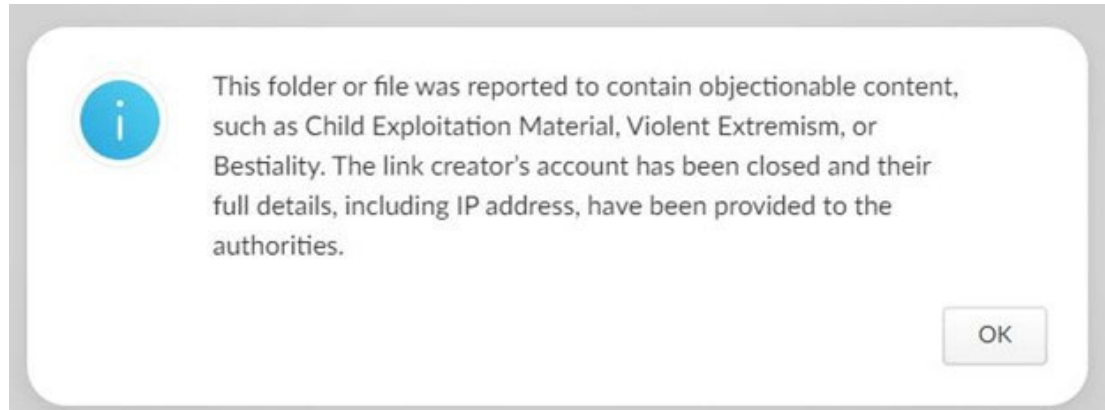 i
This folder or file was reported to contain objectionable content,
such as Child Exploitation Material, Violent Extremism, or
Bestiality. The link creator's account has been closed and their
full details, including IP address, have been provided to the
authorities.
OK